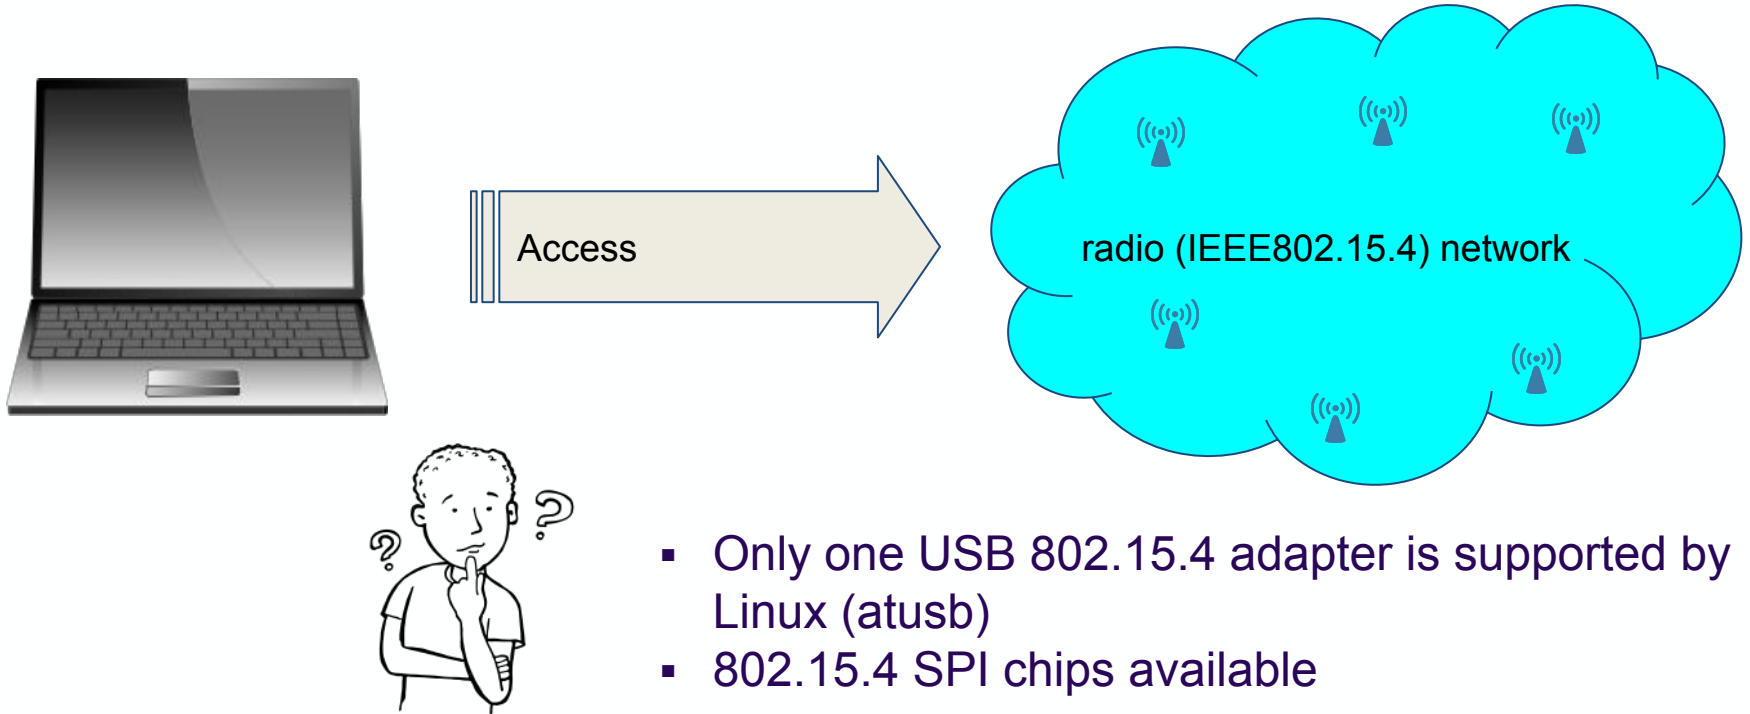 Access
radio (IEEE802.15.4) network
▪ Only one USB 802.15.4 adapter is supported by
Linux (atusb)
▪ 802.15.4 SPI chips available